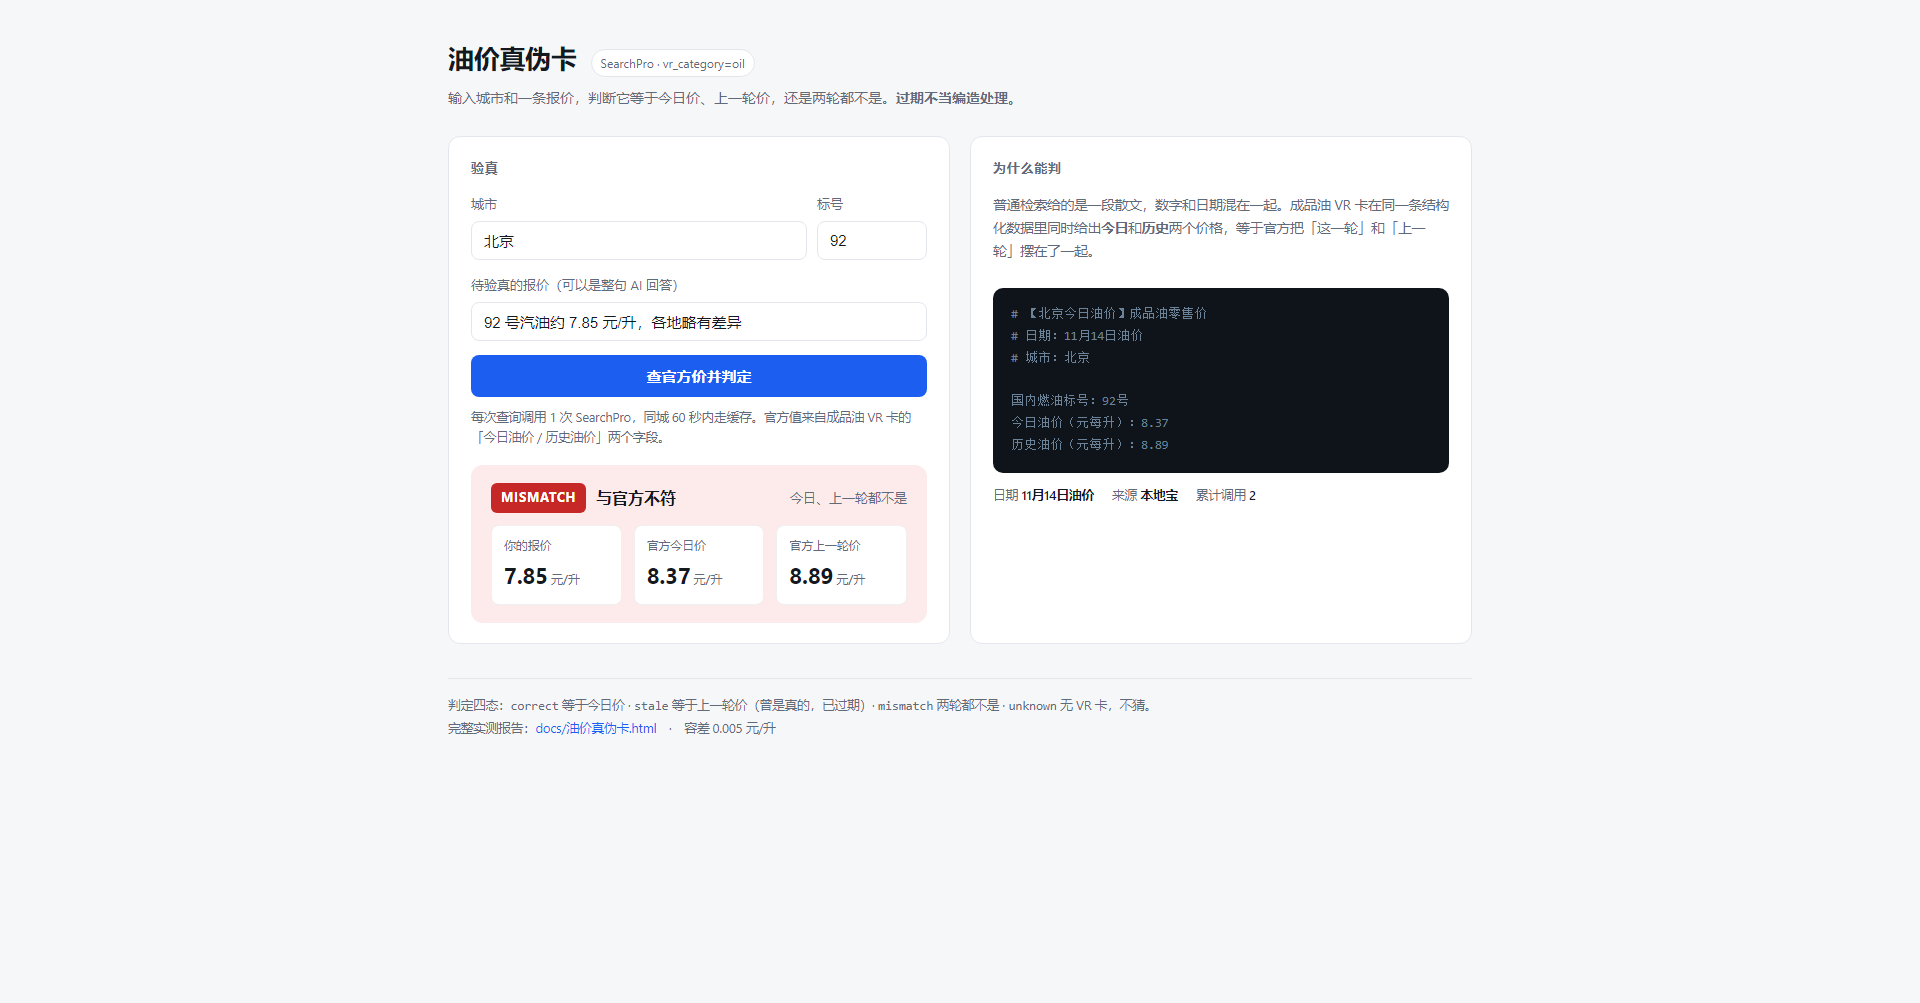 油价真伪卡
SearchPro · vr_category=oil
输入城市和一条报价，判断它等于今日价、上一轮价，还是两轮都不是。过期不当编造处理。
验真
城市
标号
北京
92
待验真的报价（可以是整句 AI 回答）
92 号汽油约 7.85 元/升，各地略有差异
查官方价并判定
每次查询调用 1 次 SearchPro，同城 60 秒内走缓存。官方值来自成品油 VR 卡的
「今日油价 / 历史油价」两个字段。
MISMATCH
与官方不符
今日、上一轮都不是
你的报价
官方今日价
官方上一轮价
7.85 元/升
8.37 元/升
8.89 元/升
为什么能判
普通检索给的是一段散文，数字和日期混在一起。成品油 VR 卡在同一条结构
化数据里同时给出今日和历史两个价格，等于官方把「这一轮」和「上一
轮」摆在了一起。
# 【北京今日油价】成品油零售价
# 日期: 11月14日油价
# 城市: 北京
国内燃油标号: 92号
今日油价（元每升）: 8.37
历史油价（元每升）: 8.89
日期 11月14日油价 来源 本地宝 累计调用 2
判定四态：correct 等于今日价 · stale 等于上一轮价（曾是真的，已过期）· mismatch 两轮都不是 · unknown 无 VR 卡，不猜。
完整实测报告：docs/油价真伪卡.html · 容差 0.005 元/升